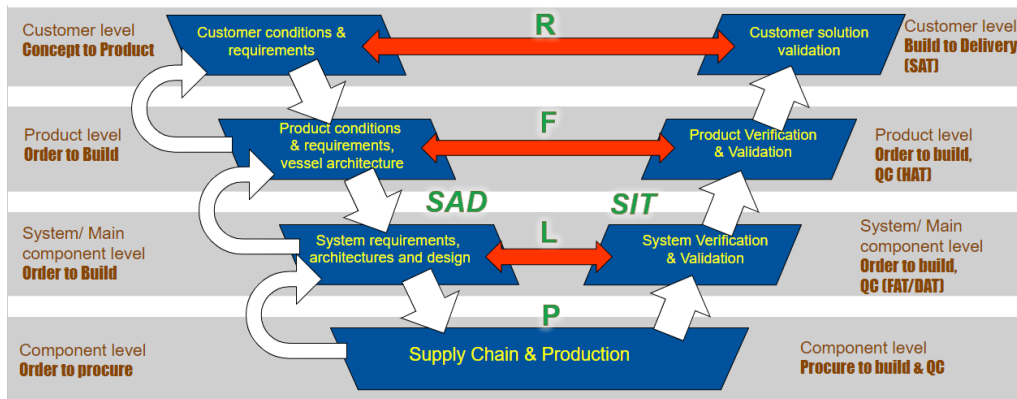 Customer level
Concept to Product
Customer conditions &
requirements
R
Customer solution
validation
Customer level
Build to Delivery
(SAT)
Product level
Order to Build
Product conditions
& requirements,
vessel architecture
F
Product Verification
& Validation
Product level
Order to build,
QC (HAT)
SAD
SIT
System/ Main
component level
Order to Build
System requirements,
architectures and design
L
System Verification
& Validation
System/ Main
component level
Order to build,
QC (FAT/DAT)
P
Component level
Order to procure
Supply Chain & Production
Component level
Procure to build & QC